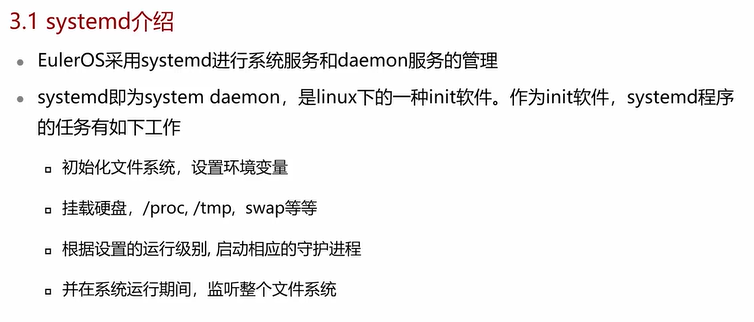 3.1 systemd介绍
EulerOS采用systemd进行系统服务和daemon服务的管理
systemd即为system daemon，是linux下的一种init软件。作为init软件，systemd程序
的任务有如下工作
初始化文件系统，设置环境变量
挂载硬盘，/proc, /tmp, swap等等
根据设置的运行级别, 启动相应的守护进程
并在系统运行期间，监听整个文件系统